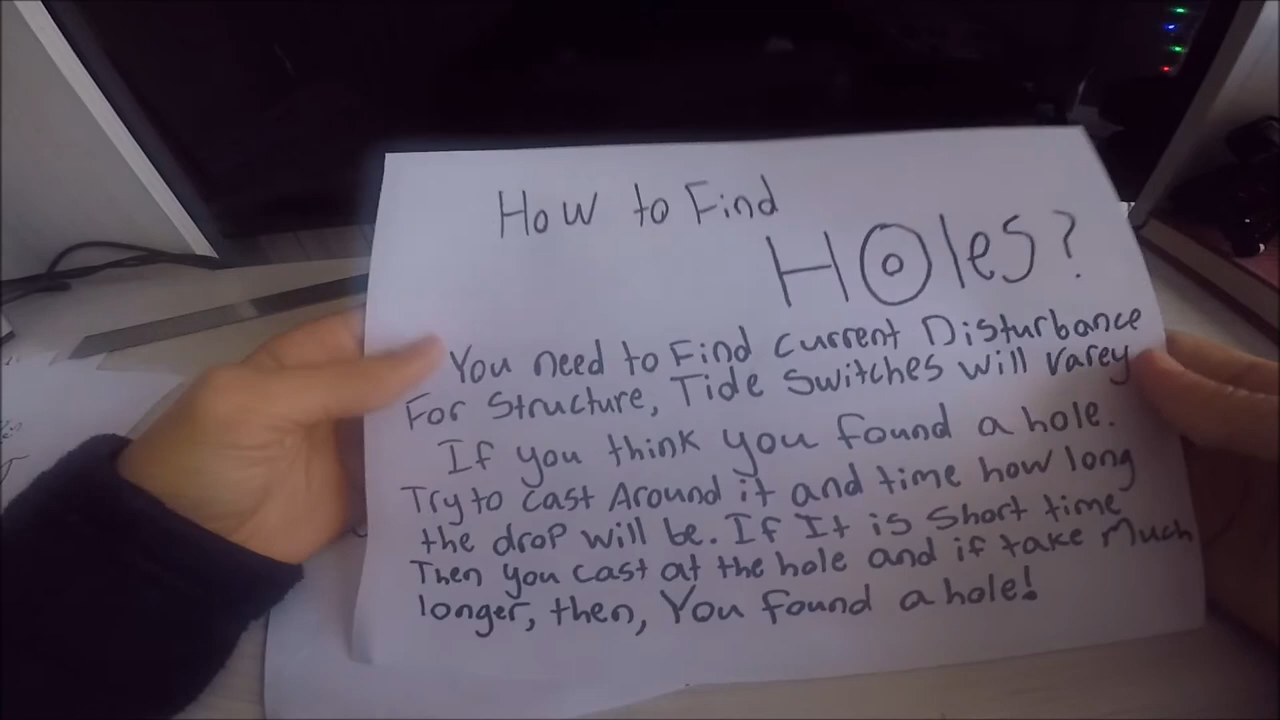 How to Find
Holes?
You need to Find Current Disturbance
For Structure, Tide Switches will varey
If you think you found a hole.
Try to cast Around it and time how long
the drop will be. If It is Short time
Then you cast at the hole and if take Much
longer, then, You found a hole!